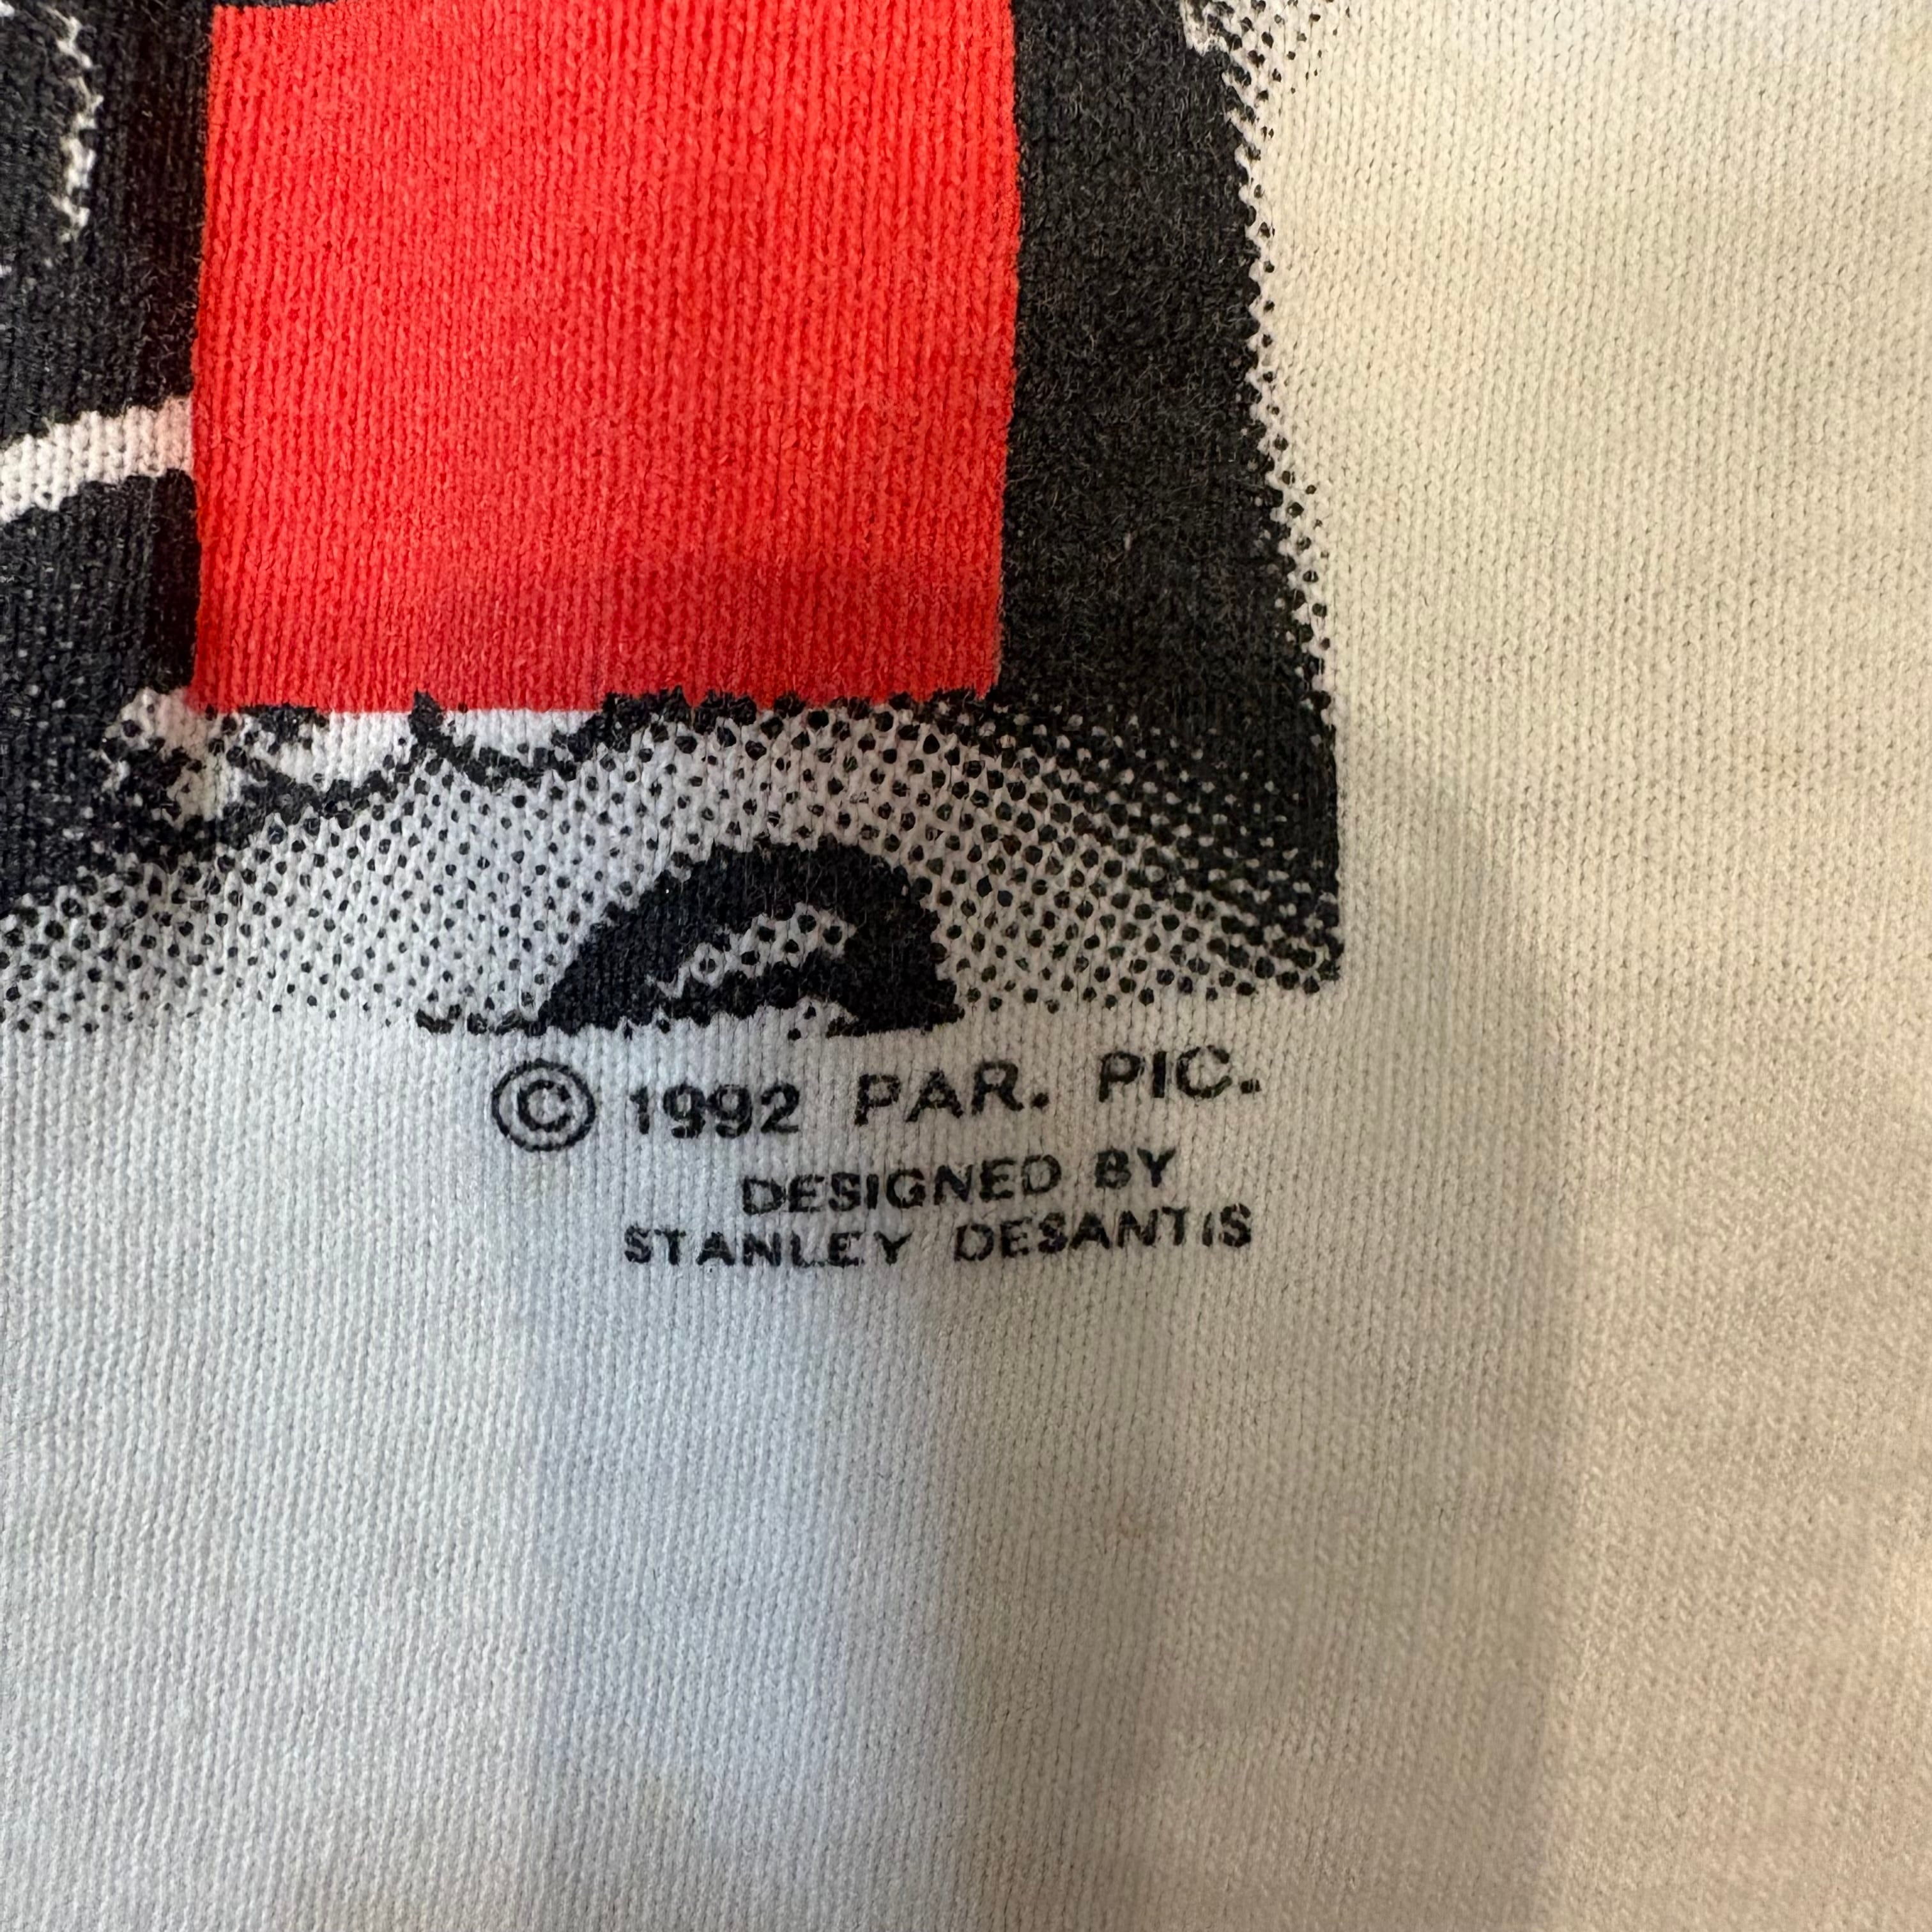 © 1992 PAR. PIC.
DESIGNED BY
STANLEY DESANTIS